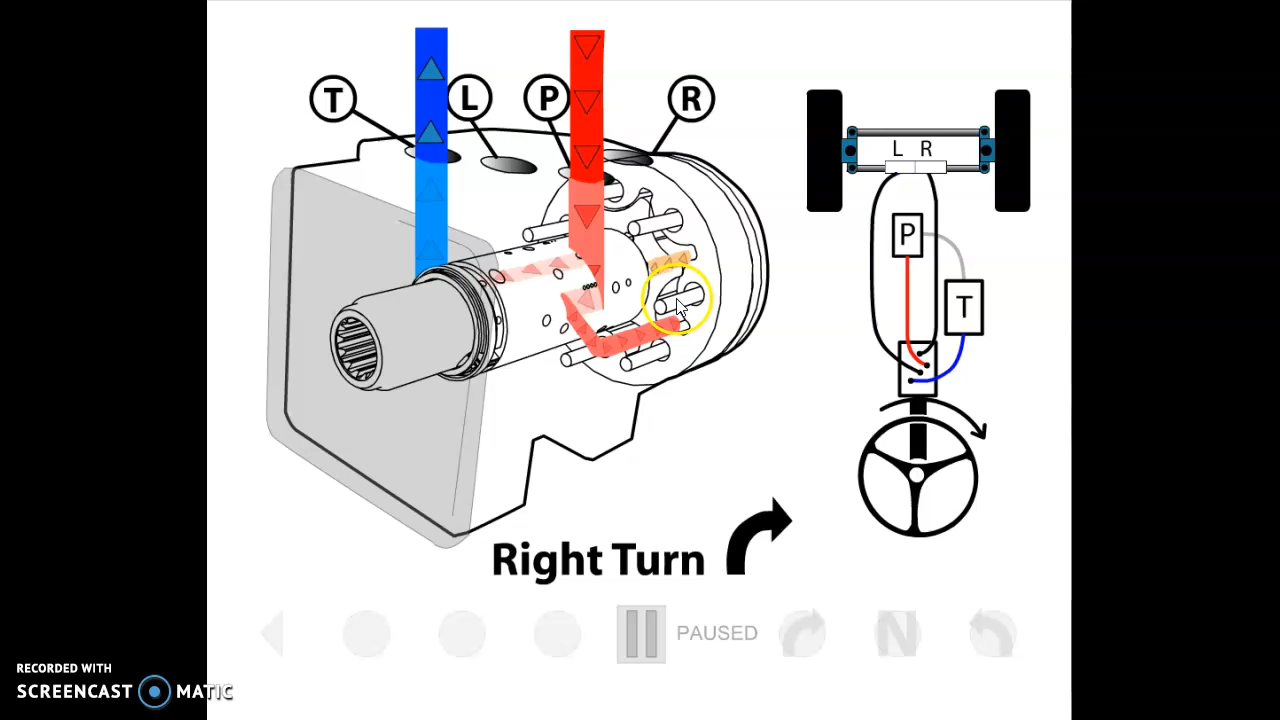 T L P R
L R
P
T
Right Turn
PAUSED
N
RECORDED WITH
SCREENCAST MATIC